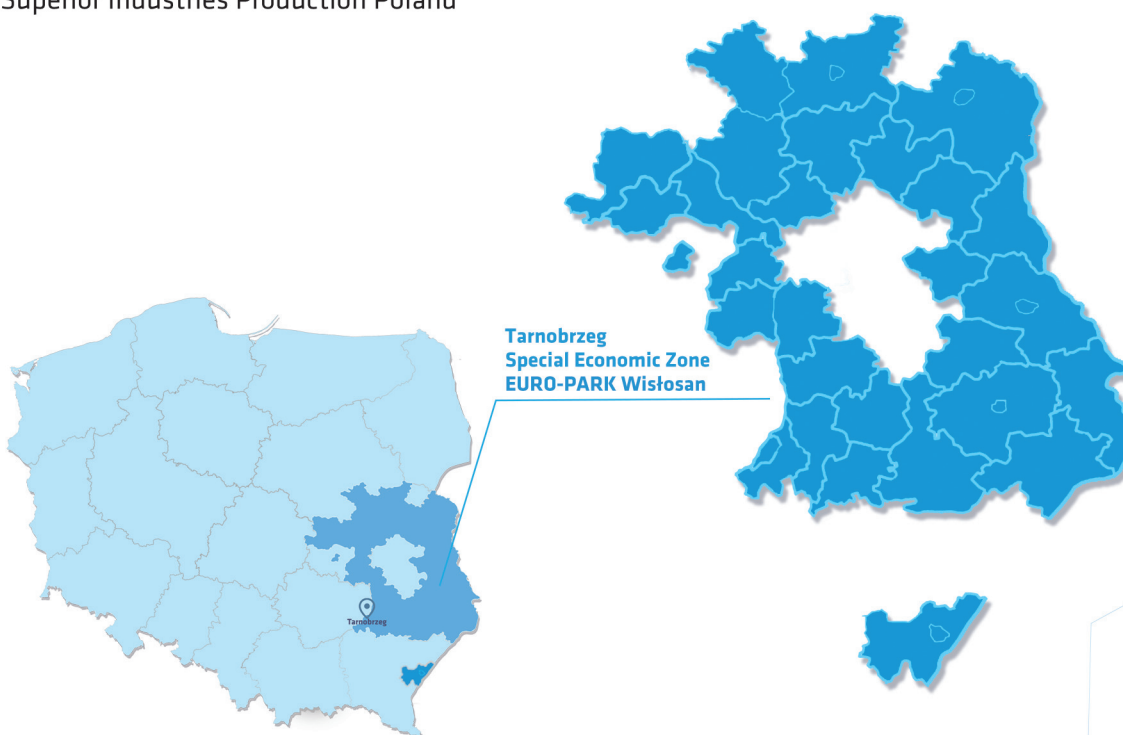 Superior Industries Production Poland
Tarnobrzeg
Special Economic Zone
EURO-PARK Wisłosan
Tarnobrzeg